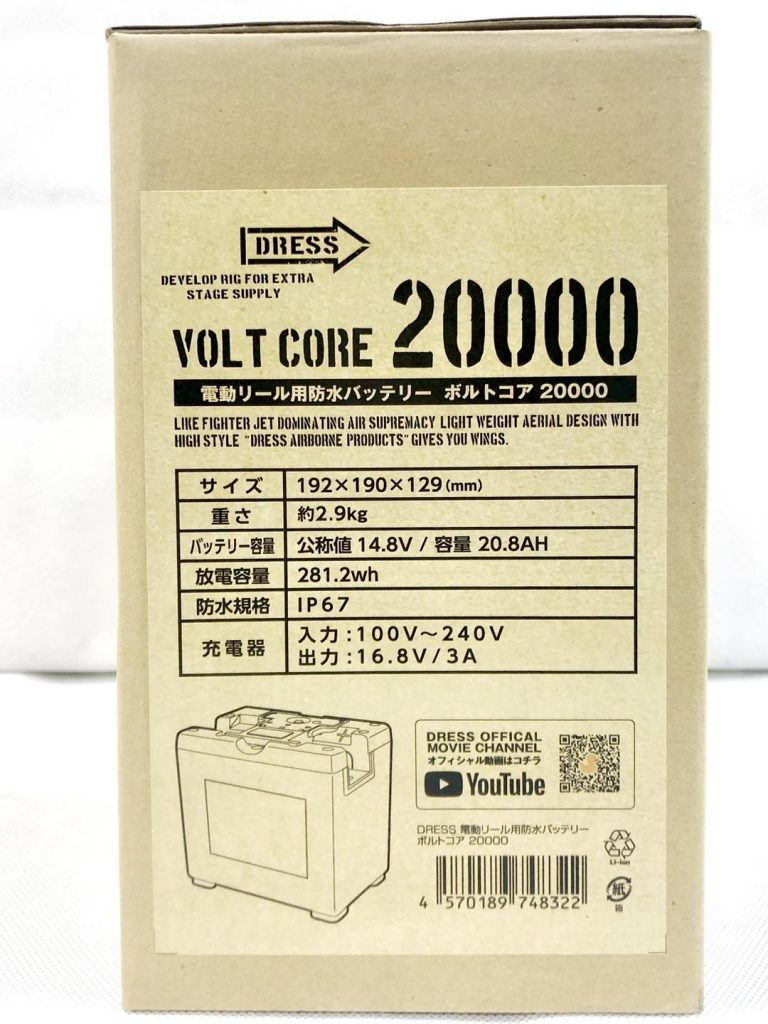 DRESS
DEVELOP RIG FOR EXTRA
STAGE SUPPLY
VOLT CORE 20000
電動リール用防水バッテリー ボルトコア 20000
LIKE FIGHTER JET DOMINATING AIR SUPREMACY LIGHT WEIGHT AERIAL DESIGN WITH
HIGH STYLE "DRESS AIRBORNE PRODUCTS" GIVES YOU WINGS.
サイズ 192×190×129(mm)
重さ 約2.9kg
バッテリー容量 公称値 14.8V / 容量 20.8AH
放電容量 281.2wh
防水規格 IP67
充電器 入力:100V~240V
出力:16.8V/3A
DRESS OFFICAL
MOVIE CHANNEL
オフィシャル動画はコチラ
YouTube
DRESS 電動リール用防水バッテリー
ボルトコア 20000
4 570189 748322
Li-ion
紙
箱